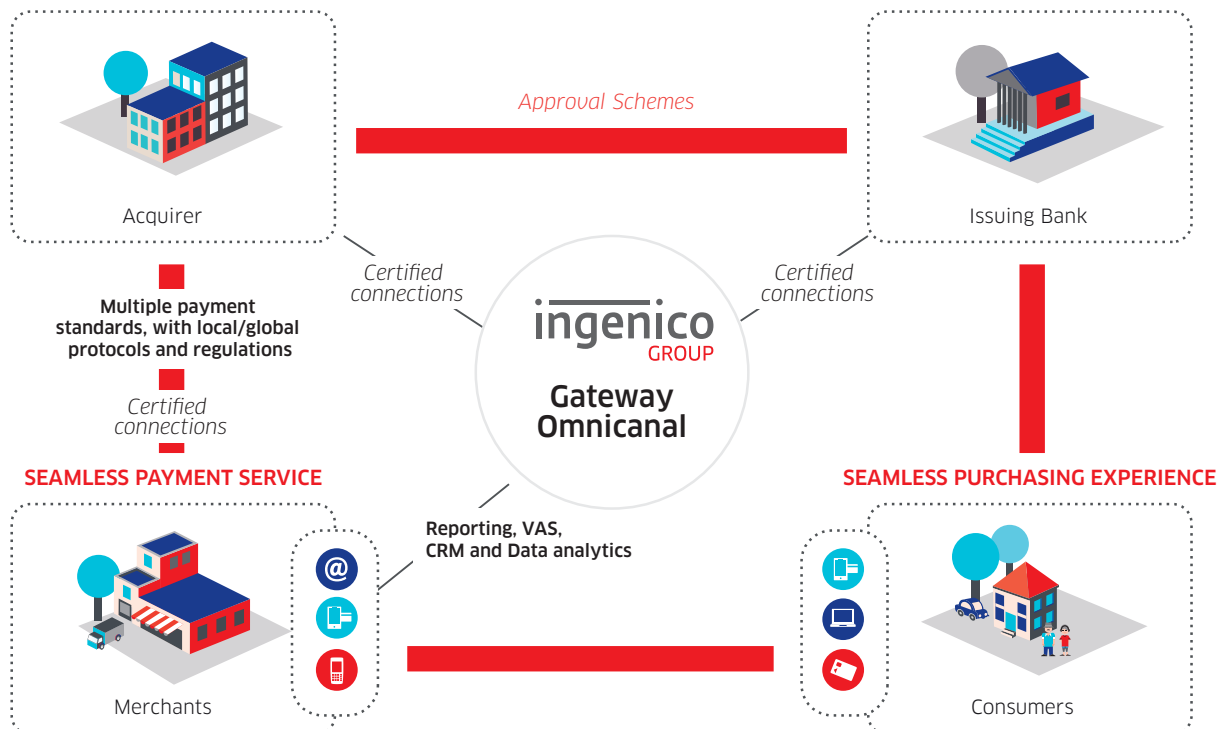 Approval Schemes
Acquirer
Issuing Bank
Certified
connections
Certified
connections
Multiple payment
standards, with local/global
protocols and regulations
ingenico
GROUP
Gateway
Omnicanal
Certified
connections
SEAMLESS PAYMENT SERVICE
SEAMLESS PURCHASING EXPERIENCE
Reporting, VAS,
CRM and Data analytics
@
Merchants
Consumers